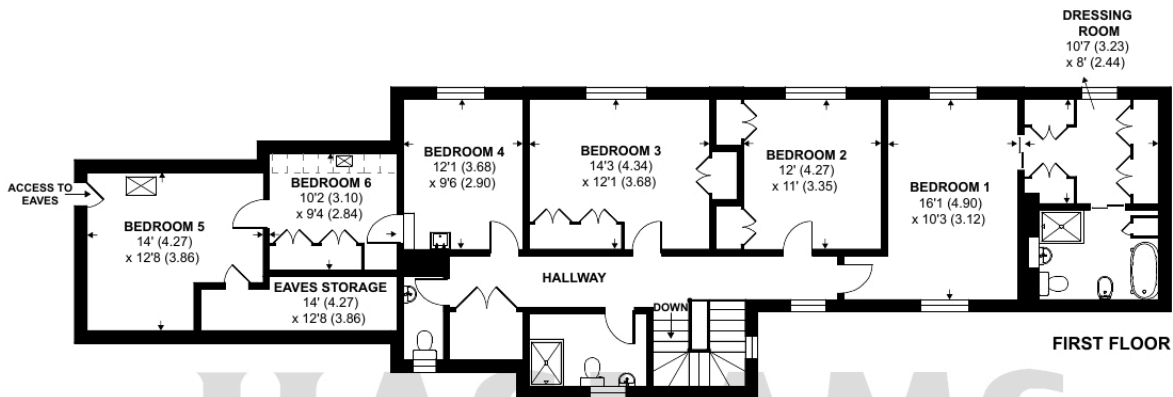 DRESSING
ROOM
10'7 (3.23)
x 8' (2.44)
BEDROOM 4
12'1 (3.68)
x 9'6 (2.90)
BEDROOM 3
14'3 (4.34)
x 12'1 (3.68)
BEDROOM 2
12' (4.27)
x 11' (3.35)
BEDROOM 1
16'1 (4.90)
x 10'3 (3.12)
ACCESS TO
EAVES
BEDROOM 5
14' (4.27)
x 12'8 (3.86)
BEDROOM 6
10'2 (3.10)
x 9'4 (2.84)
EAVES STORAGE
14' (4.27)
x 12'8 (3.86)
HALLWAY
DOWN
FIRST FLOOR
HASLAMS